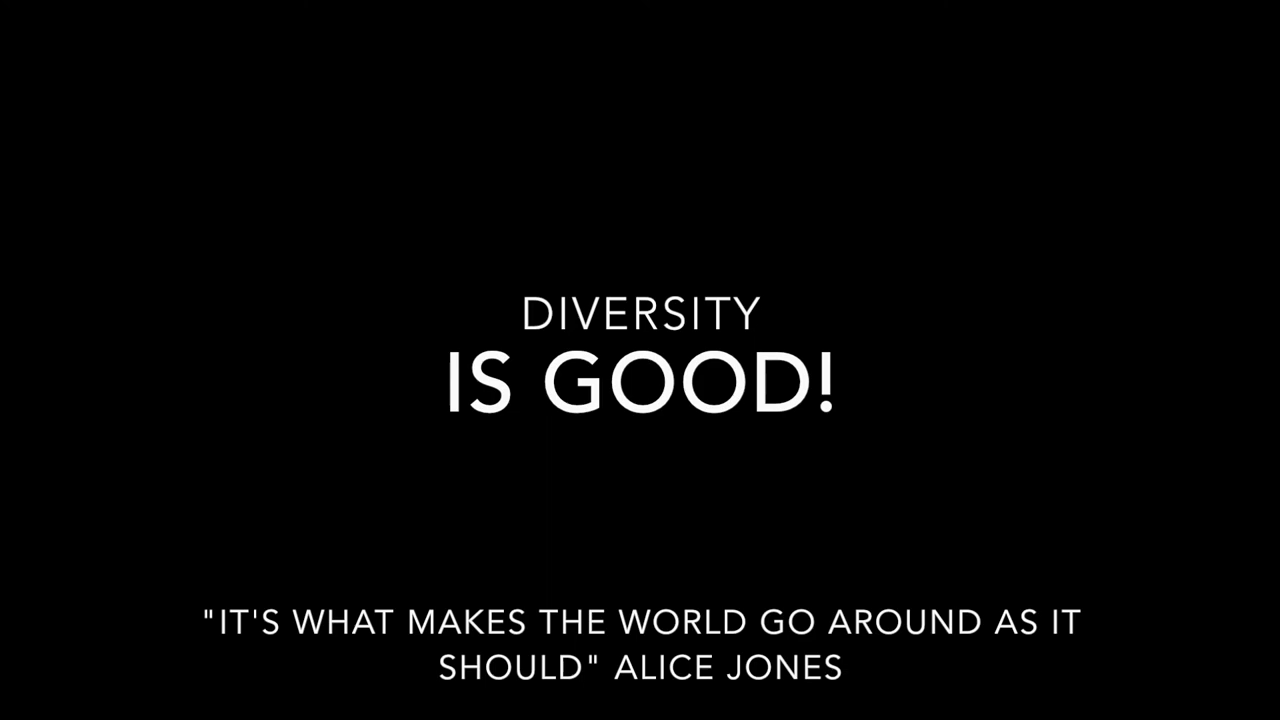 DIVERSITY
IS GOOD!
"IT'S WHAT MAKES THE WORLD GO AROUND AS IT
SHOULD" ALICE JONES